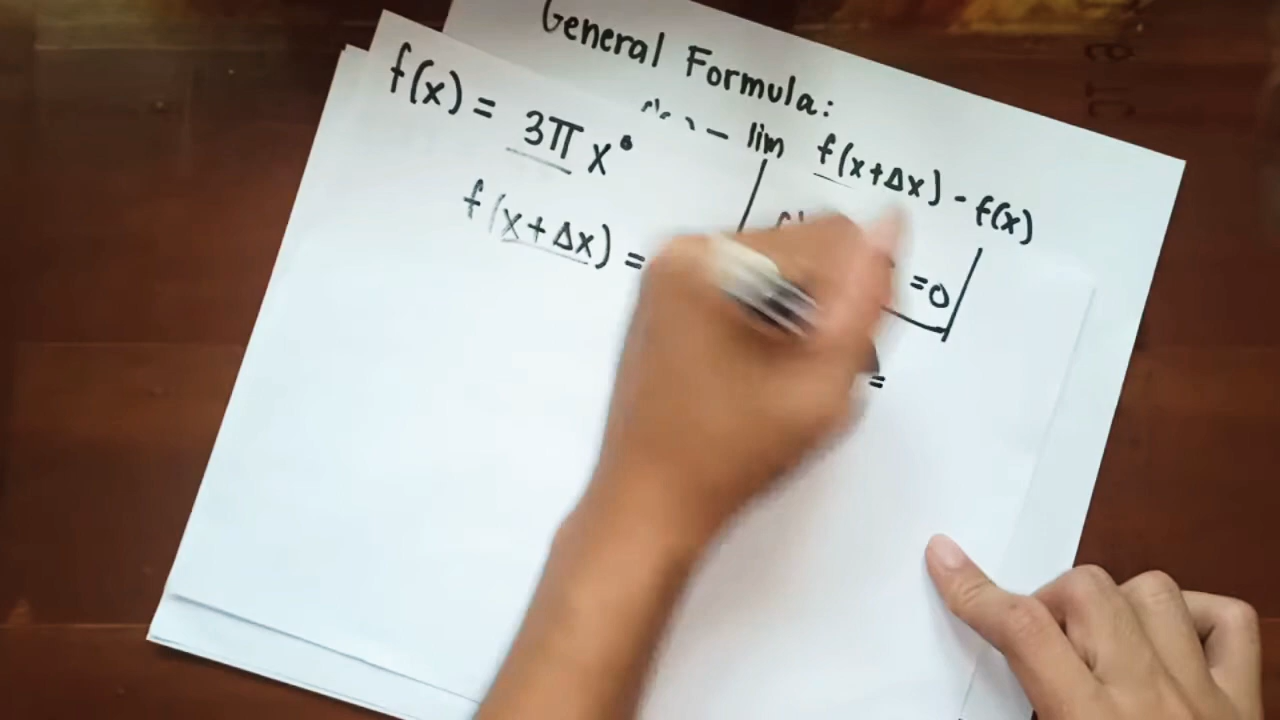 General Formula:
lim f(x+Δx) - f(x)
f(x) = 3π x°
f(x+Δx) =
=0
=